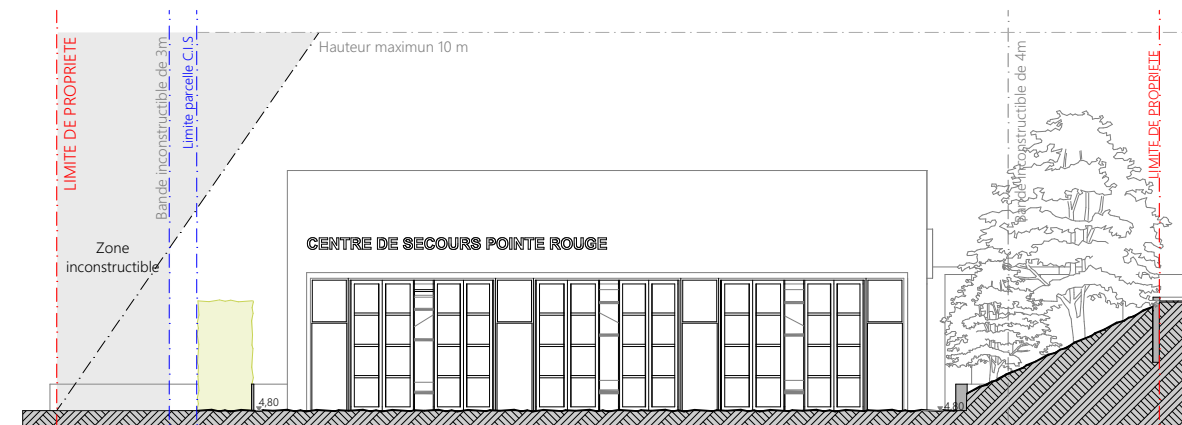 LIMITE DE PROPRIETE
Bande inconstructible de 3m
Limite parcelle C.I.S
Hauteur maximun 10 m
Bande inconstructible de 4m
LIMITE DE PROPRIETE
CENTRE DE SECOURS POINTE ROUGE
Zone
inconstructible
4,80
4,80